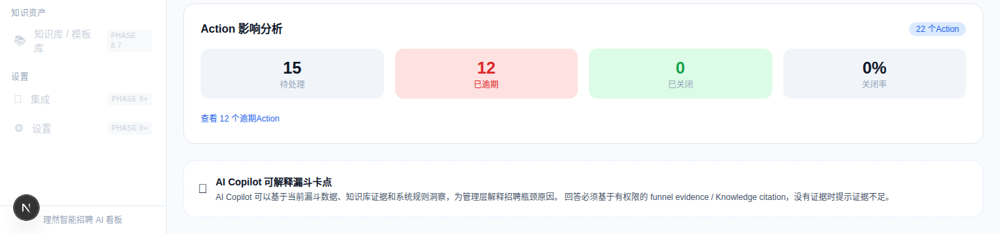 知识资产
知识库 / 模板
库
PHASE
8.7
设置
集成
PHASE 9+
设置
PHASE 9+
N
理然智能招聘 AI 看板
Action 影响分析
22 个Action
15
待处理
12
已逾期
0
已关闭
0%
关闭率
查看 12 个逾期Action
AI Copilot 可解释漏斗卡点
AI Copilot 可以基于当前漏斗数据、知识库证据和系统规则洞察，为管理层解释招聘瓶颈原因。 回答必须基于有权限的 funnel evidence / Knowledge citation，没有证据时提示证据不足。